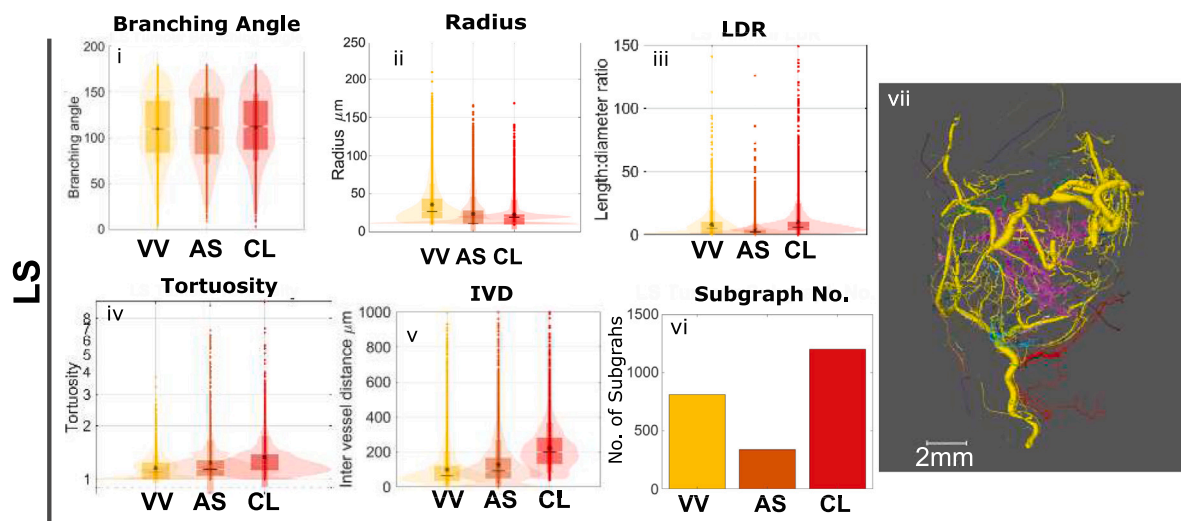 LS
Branching Angle
i
Branching angle
200
150
100
50
0
VV AS CL
Radius
ii
Radius μm
250
200
150
100
50
0
VV AS CL
LDR
iii
Length:diameter ratio
150
100
50
0
VV AS CL
Tortuosity
iv
Tortuosity
8
7
6
5
4
3
2
1
VV AS CL
IVD
v
Inter vessel distance μm
1000
800
600
400
200
0
VV AS CL
Subgraph No.
vi
No. of Subgrahs
1500
1000
500
0
VV AS CL
vii
2mm